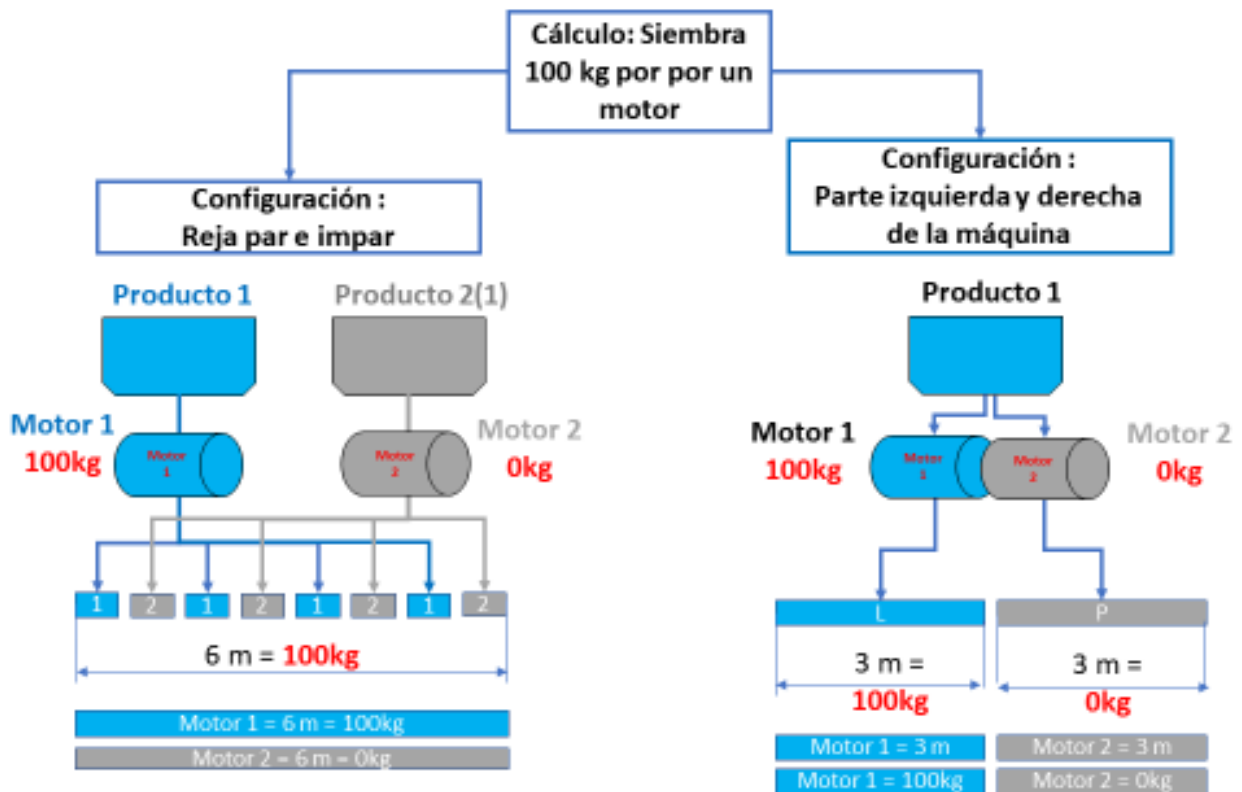 Cálculo: Siembra
100 kg por por un
motor
Configuración :
Reja par e impar
Configuración :
Parte izquierda y derecha
de la máquina
Producto 1
Producto 2(1)
Motor 1
100kg
Motor
1
Motor
2
Motor 2
0kg
1
2
1
2
1
2
1
2
6 m = 100kg
Motor 1 = 6 m = 100kg
Motor 2 = 6 m = 0kg
Producto 1
Motor 1
100kg
Motor
1
Motor
2
Motor 2
0kg
L
P
3 m =
100kg
3 m =
0kg
Motor 1 = 3 m
Motor 2 = 3 m
Motor 1 = 100kg
Motor 2 = 0kg